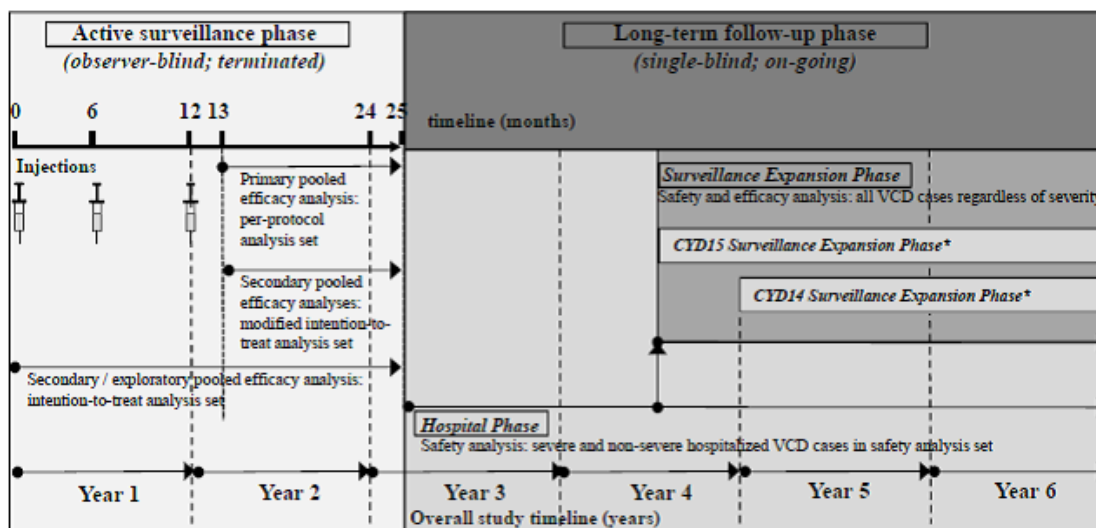 Active surveillance phase
(observer-blind; terminated)
Long-term follow-up phase
(single-blind; on-going)
0 6 12 13 24 25
timeline (months)
Injections
Primary pooled
efficacy analysis:
per-protocol
analysis set
Secondary pooled
efficacy analyses:
modified intention-to-
treat analysis set
Secondary / exploratory pooled efficacy analysis:
intention-to-treat analysis set
Surveillance Expansion Phase
Safety and efficacy analysis: all VCD cases regardless of severity
CYD15 Surveillance Expansion Phase*
CYD14 Surveillance Expansion Phase*
Hospital Phase
Safety analysis: severe and non-severe hospitalized VCD cases in safety analysis set
Year 1 Year 2 Year 3 Year 4 Year 5 Year 6
Overall study timeline (years)